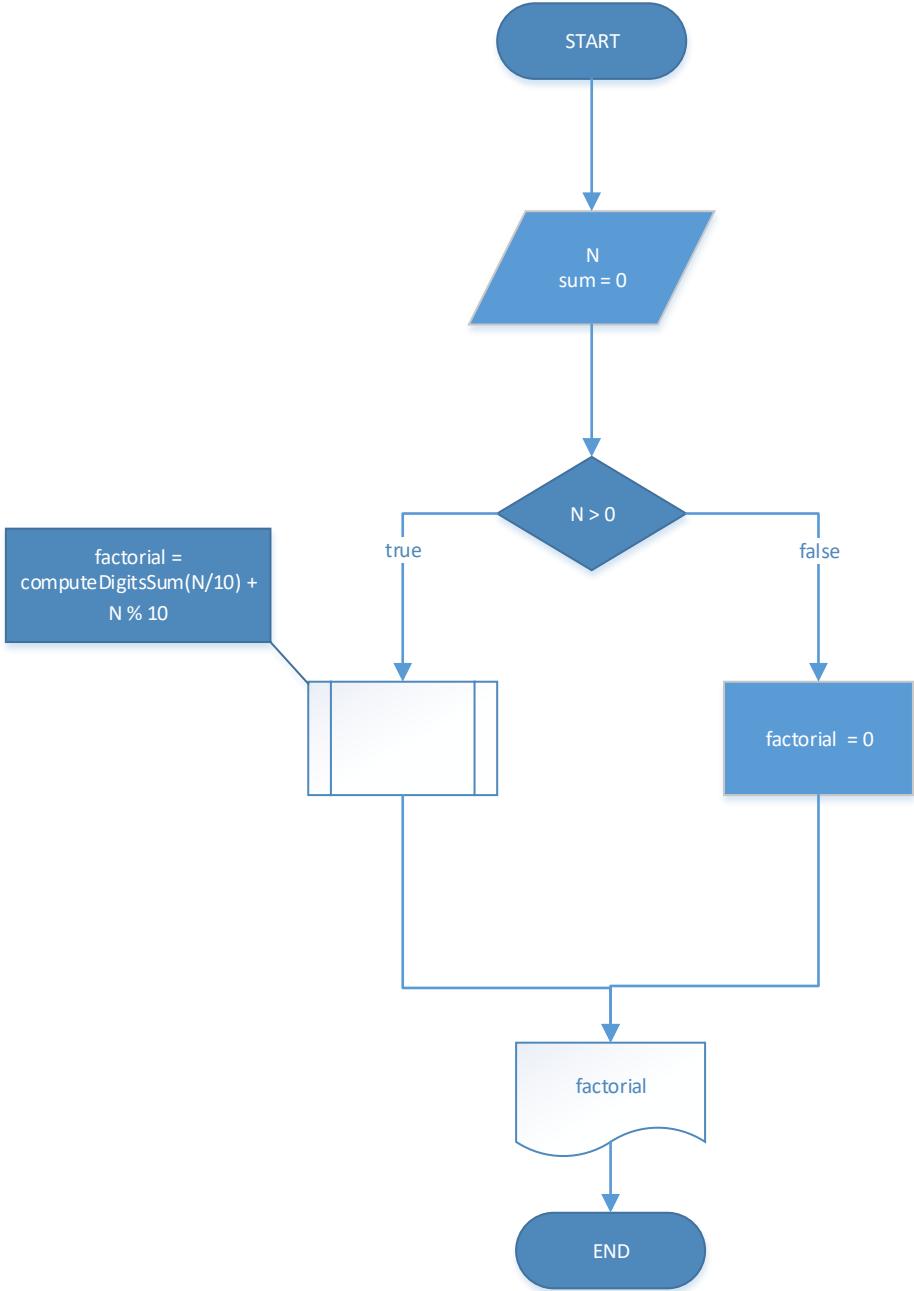 START
N
sum = 0
N > 0
true
false
factorial =
computeDigitsSum(N/10) +
N % 10
factorial  = 0
factorial
END